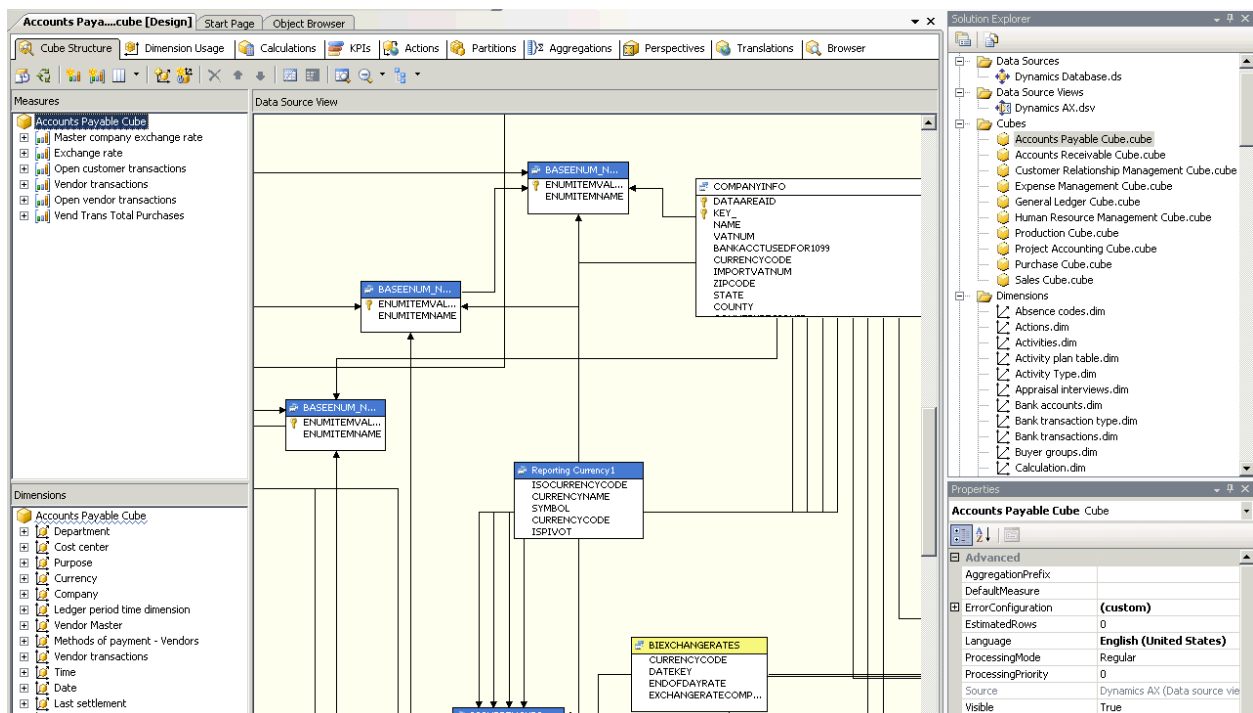 Accounts Paya....cube [Design]
Start Page
Object Browser
Cube Structure
Dimension Usage
Calculations
KPIs
Actions
Partitions
Aggregations
Perspectives
Translations
Browser
Measures
Accounts Payable Cube
Master company exchange rate
Exchange rate
Open customer transactions
Vendor transactions
Open vendor transactions
Vend Trans Total Purchases
Dimensions
Accounts Payable Cube
Department
Cost center
Purpose
Currency
Company
Ledger period time dimension
Vendor Master
Methods of payment - Vendors
Vendor transactions
Time
Date
Last settlement
Data Source View
BASEENUM_N...
ENUMITEMVAL...
ENUMITEMNAME
COMPANYINFO
DATAAREAID
KEY_
NAME
VATNUM
BANKACCTUSEDFOR1099
CURRENCYCODE
IMPORTVATNUM
ZIPCODE
STATE
COUNTY
BASEENUM_N...
ENUMITEMVAL...
ENUMITEMNAME
BASEENUM_N...
ENUMITEMVAL...
ENUMITEMNAME
Reporting Currency1
ISOCURRENCYCODE
CURRENCYNAME
SYMBOL
CURRENCYCODE
ISPIVOT
BIEXCHANGERATES
CURRENCYCODE
DATEKEY
ENDOFDAYRATE
EXCHANGERATECOMP...
Solution Explorer
Data Sources
Dynamics Database.ds
Data Source Views
Dynamics AX.dsv
Cubes
Accounts Payable Cube.cube
Accounts Receivable Cube.cube
Customer Relationship Management Cube.cube
Expense Management Cube.cube
General Ledger Cube.cube
Human Resource Management Cube.cube
Production Cube.cube
Project Accounting Cube.cube
Purchase Cube.cube
Sales Cube.cube
Dimensions
Absence codes.dim
Actions.dim
Activities.dim
Activity plan table.dim
Activity Type.dim
Appraisal interviews.dim
Bank accounts.dim
Bank transaction type.dim
Bank transactions.dim
Buyer groups.dim
Calculation.dim
Properties
Accounts Payable Cube Cube
Advanced
AggregationPrefix
DefaultMeasure
ErrorConfiguration (custom)
EstimatedRows 0
Language English (United States)
ProcessingMode Regular
ProcessingPriority 0
Source Dynamics AX (Data source vie
Visible True